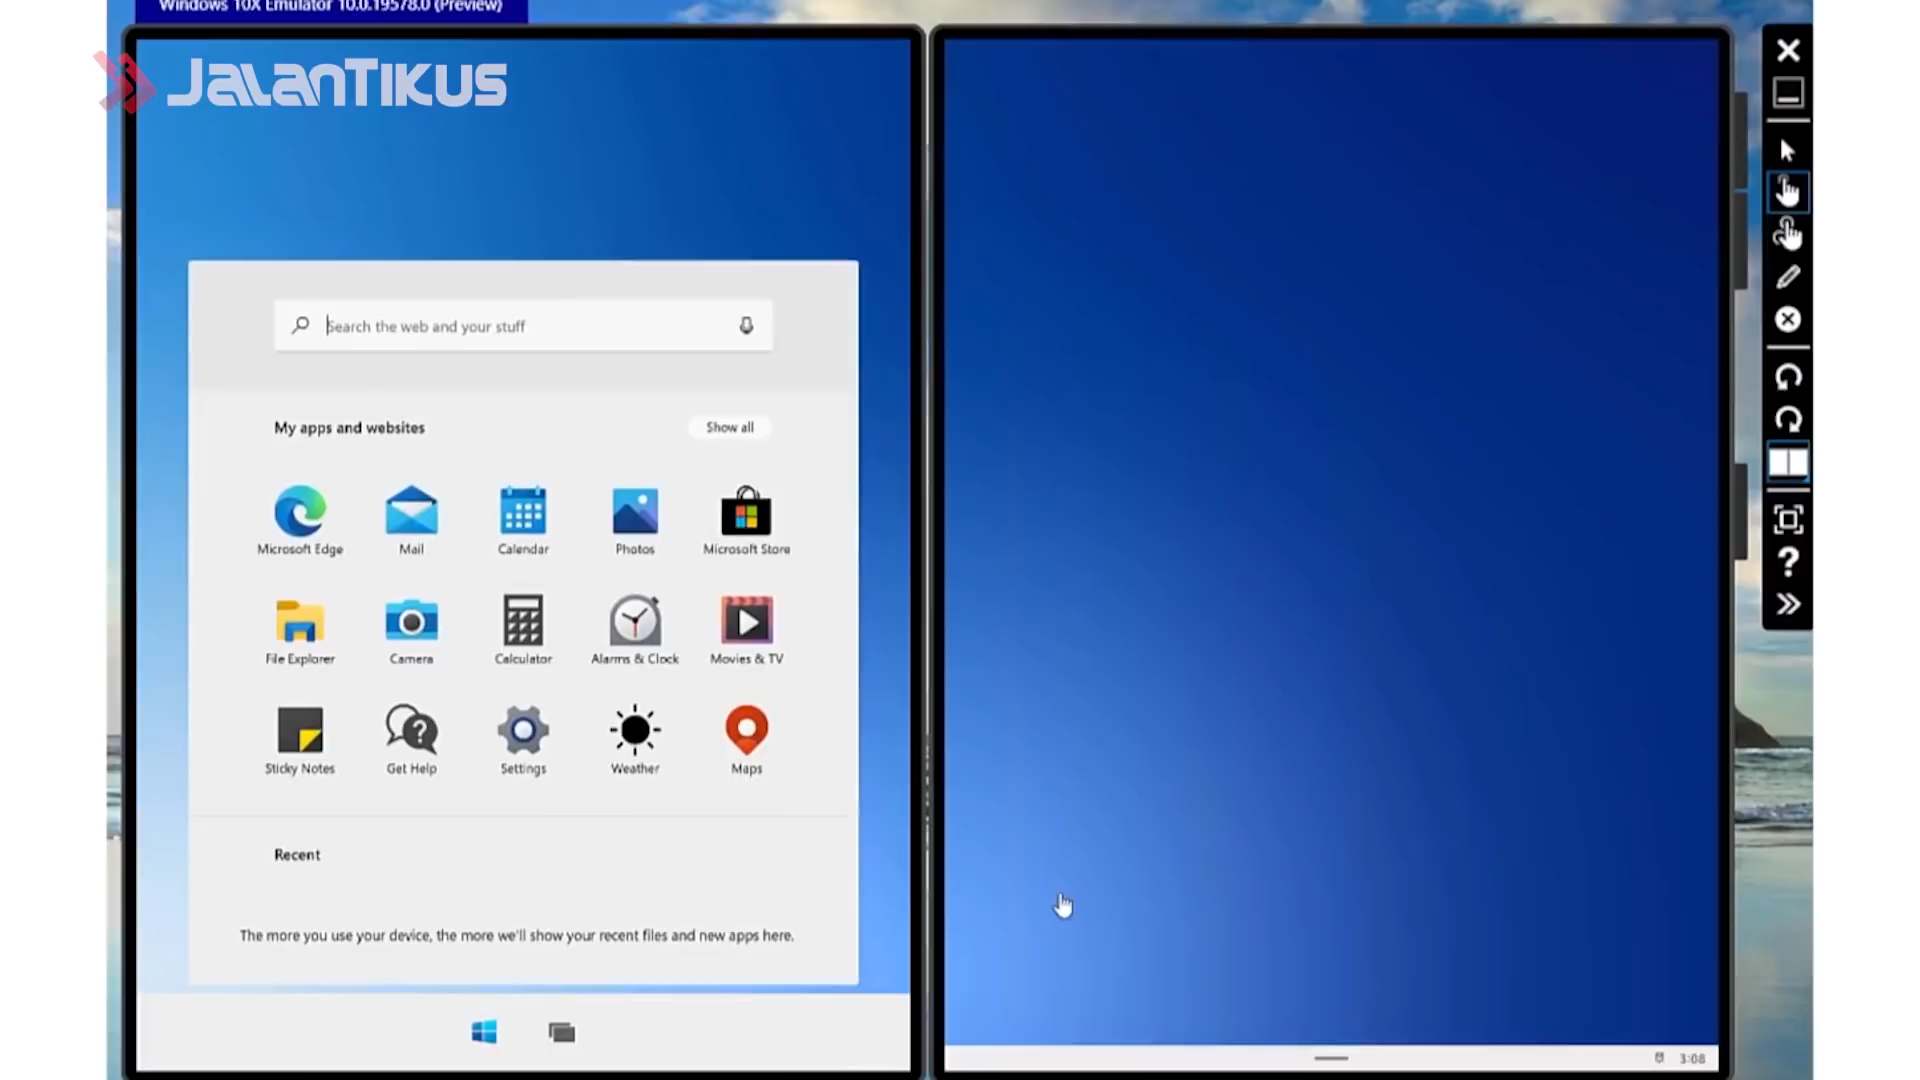 Windows 10X Emulator 10.0.19578.0 (Preview)
JALANTIKUS
Search the web and your stuff
My apps and websites
Show all
Microsoft Edge
Mail
Calendar
Photos
Microsoft Store
File Explorer
Camera
Calculator
Alarms & Clock
Movies & TV
Sticky Notes
Get Help
Settings
Weather
Maps
Recent
The more you use your device, the more we'll show your recent files and new apps here.
3:08